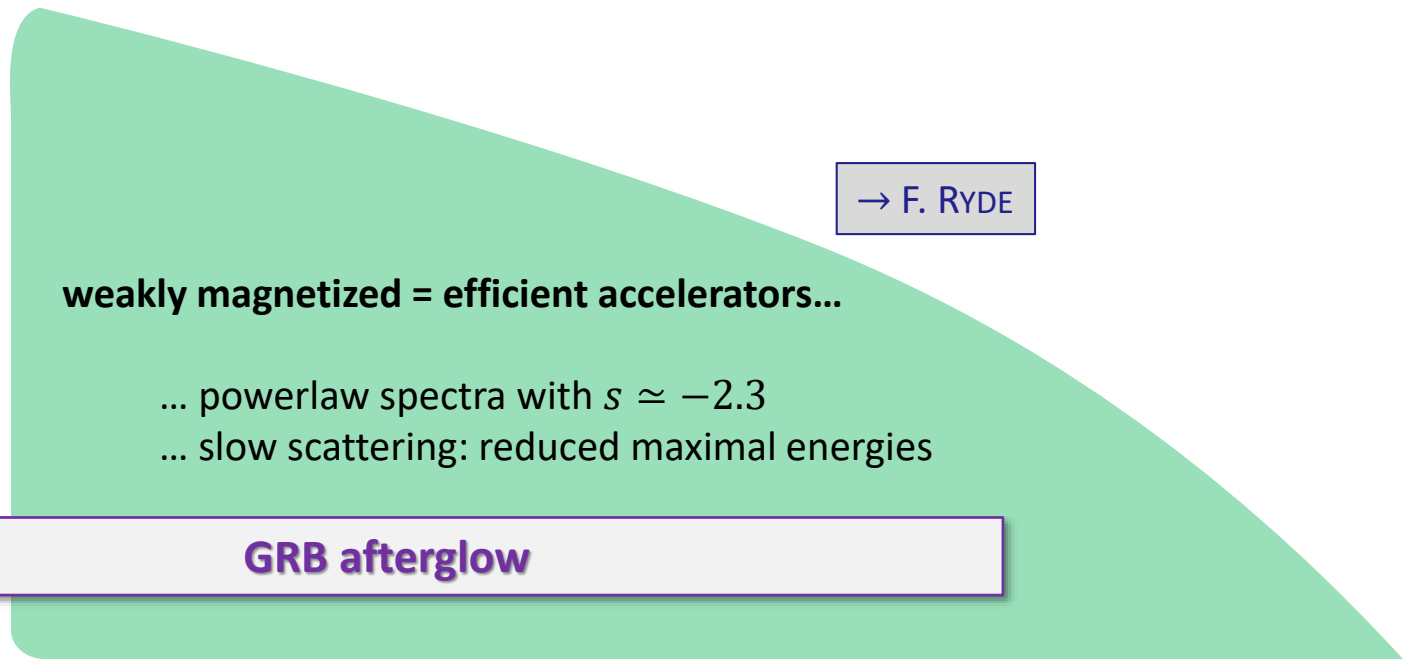 → F. RYDE
weakly magnetized = efficient accelerators…
… powerlaw spectra with 𝑠 ≃ −2.3
… slow scattering: reduced maximal energies
GRB afterglow